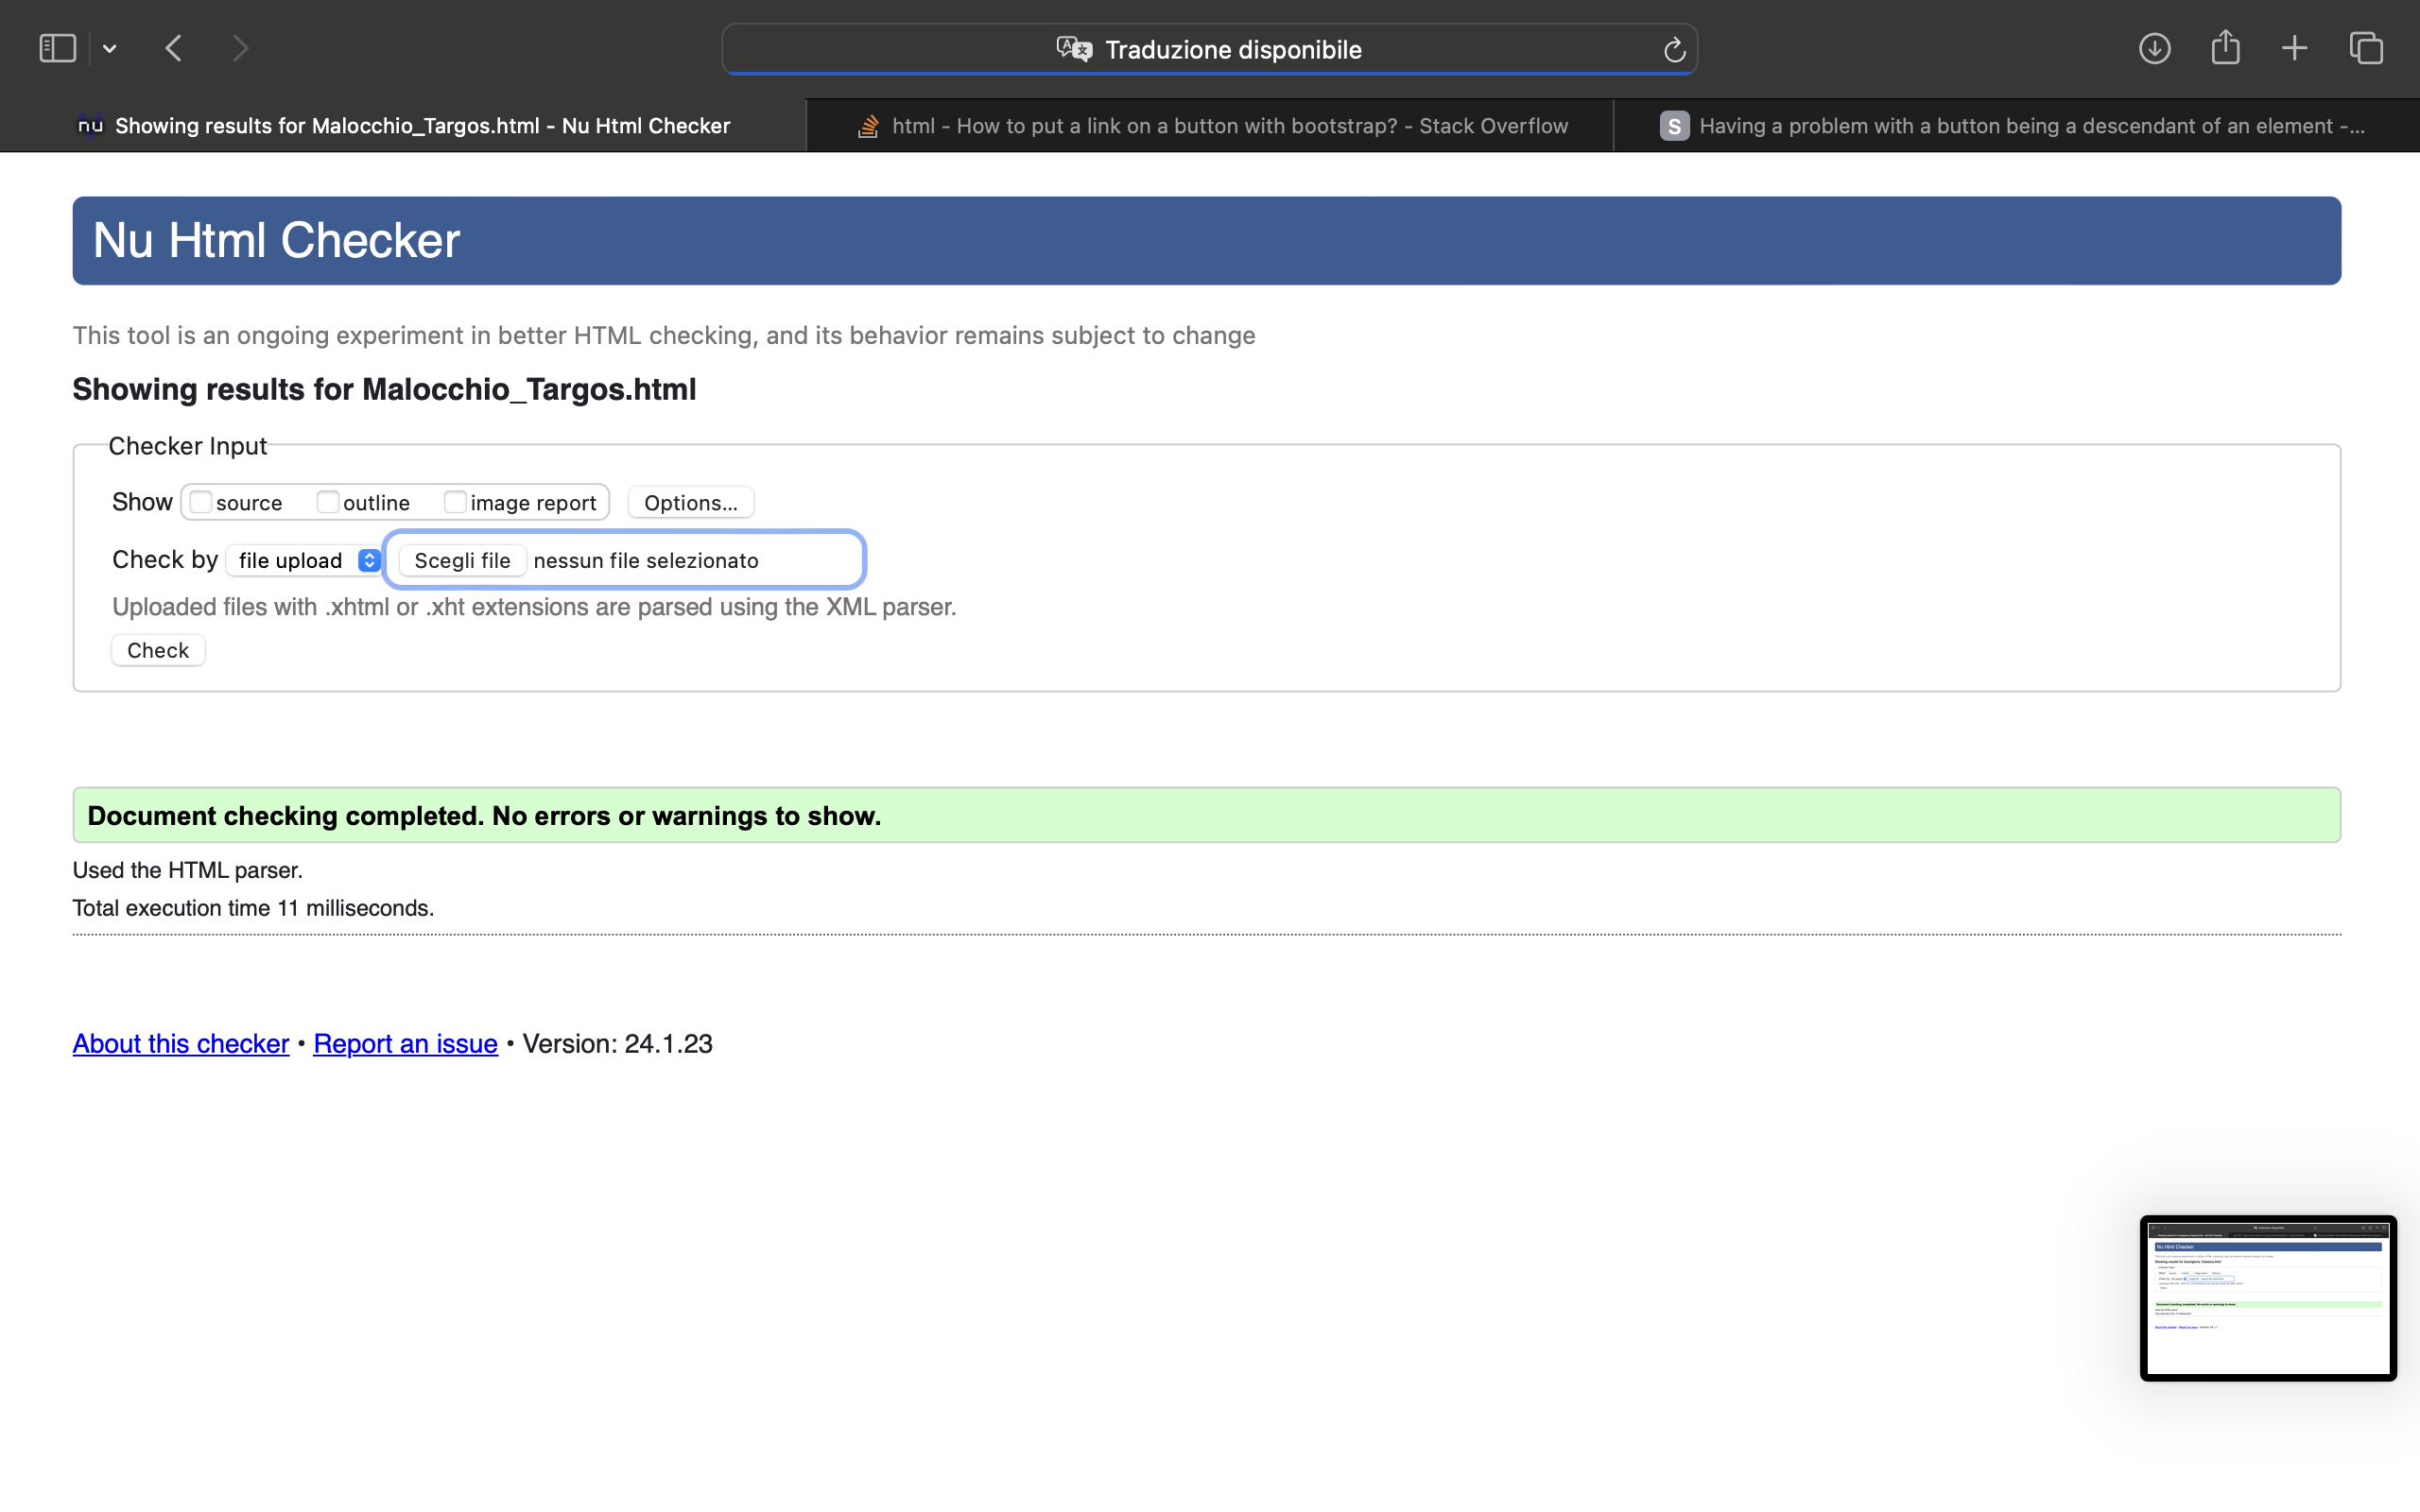 Traduzione disponibile
nu Showing results for Malocchio_Targos.html - Nu Html Checker
html - How to put a link on a button with bootstrap? - Stack Overflow
S Having a problem with a button being a descendant of an element -...
Nu Html Checker
This tool is an ongoing experiment in better HTML checking, and its behavior remains subject to change
Showing results for Malocchio_Targos.html
Checker Input
Show source outline image report Options...
Check by file upload Scegli file nessun file selezionato
Uploaded files with .xhtml or .xht extensions are parsed using the XML parser.
Check
Document checking completed. No errors or warnings to show.
Used the HTML parser.
Total execution time 11 milliseconds.
About this checker • Report an issue • Version: 24.1.23